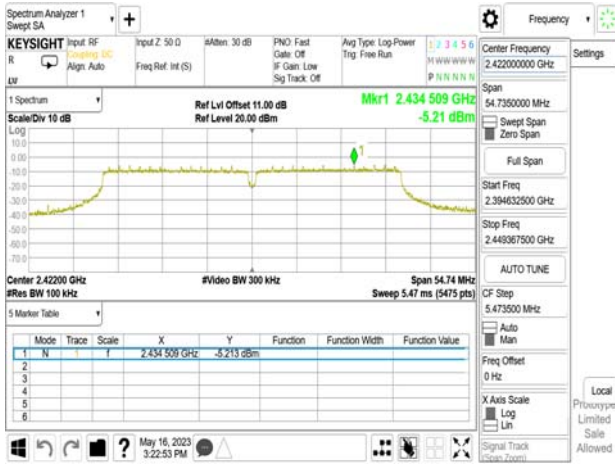 Spectrum Analyzer 1
Swept SA
+
Frequency
KEYSIGHT
R
Input: RF
Coupling: DC
Align: Auto
Input Z: 50 Ω
Freq Ref: Int (S)
#Atten: 30 dB
PNO: Fast
Gate: Off
IF Gain: Low
Sig Track: Off
Avg Type: Log-Power
Trig: Free Run
1 2 3 4 5 6
M W W W W W
P N N N N N
1 Spectrum
Scale/Div 10 dB
Ref Lvl Offset 11.00 dB
Ref Level 20.00 dBm
Mkr1 2.434 509 GHz
-5.21 dBm
Log
10.0
0.00
-10.0
-20.0
-30.0
-40.0
-50.0
-60.0
-70.0
1
Center 2.42200 GHz
#Res BW 100 kHz
#Video BW 300 kHz
Span 54.74 MHz
Sweep 5.47 ms (5475 pts)
5 Marker Table
Mode Trace Scale X Y Function Function Width Function Value
1 N 1 f 2.434 509 GHz -5.213 dBm
2
3
4
5
6
May 16, 2023
3:22:53 PM
?
Center Frequency
2.422000000 GHz
Settings
Span
54.7350000 MHz
Swept Span
Zero Span
Full Span
Start Freq
2.394632500 GHz
Stop Freq
2.449367500 GHz
AUTO TUNE
CF Step
5.473500 MHz
Auto
Man
Freq Offset
0 Hz
X Axis Scale
Log
Lin
Signal Track
(Span Zoom)
Local
Prototype
Limited
Sale
Allowed